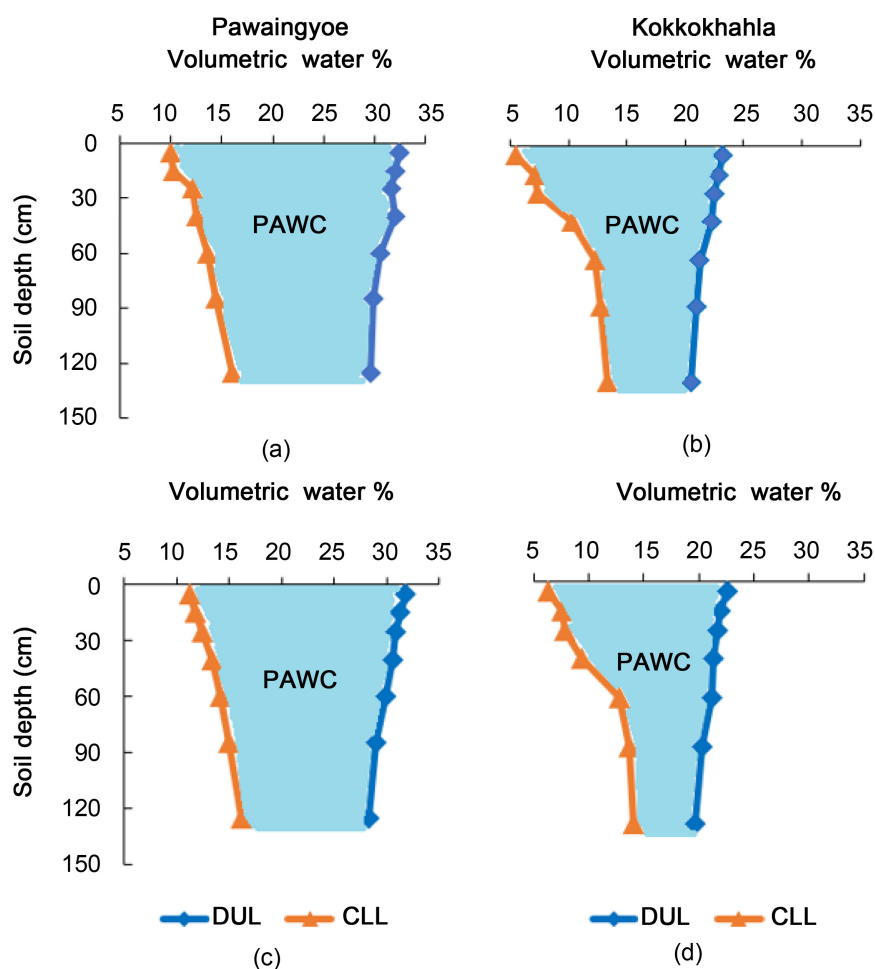 Pawaingyoe
Volumetric water %
5 10 15 20 25 30 35
0
30
60
90
120
150
Soil depth (cm)
PAWC
(a)
Kokkokhahla
Volumetric water %
5 10 15 20 25 30 35
PAWC
(b)
Volumetric water %
5 10 15 20 25 30 35
0
30
60
90
120
150
Soil depth (cm)
PAWC
DUL CLL
(c)
Volumetric water %
5 10 15 20 25 30 35
PAWC
DUL CLL
(d)